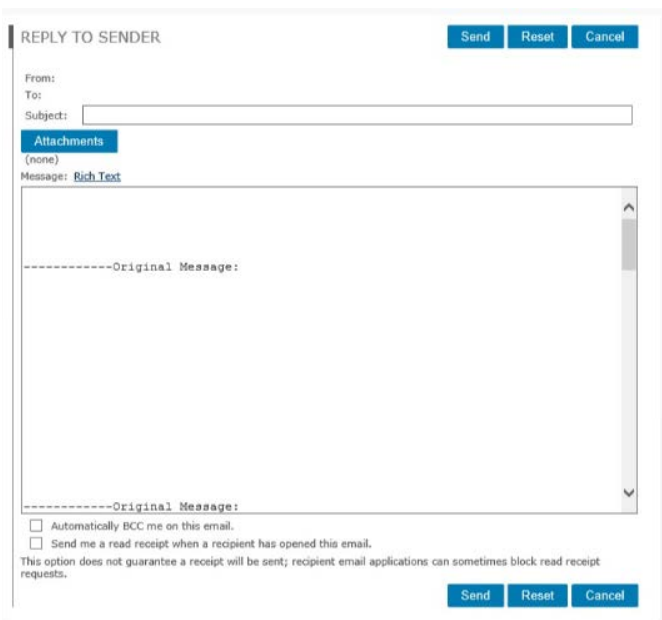 REPLY TO SENDER
Send Reset Cancel
From:
To:
Subject:
Attachments
(none)
Message: Rich Text
------------Original Message:
------------Original Message:
Automatically BCC me on this email.
Send me a read receipt when a recipient has opened this email.
This option does not guarantee a receipt will be sent; recipient email applications can sometimes block read receipt
requests.
Send Reset Cancel